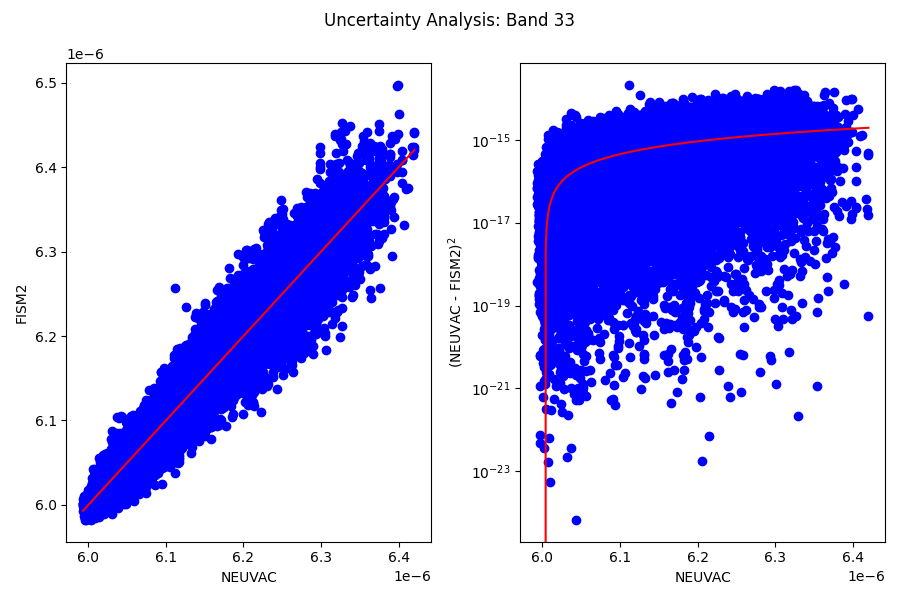 Uncertainty Analysis: Band 33
1e−6
6.5
6.4
6.3
6.2
6.1
6.0
FISM2
6.0 6.1 6.2 6.3 6.4
1e−6
NEUVAC
10⁻¹⁵
10⁻¹⁷
10⁻¹⁹
10⁻²¹
10⁻²³
(NEUVAC - FISM2)²
6.0 6.1 6.2 6.3 6.4
1e−6
NEUVAC